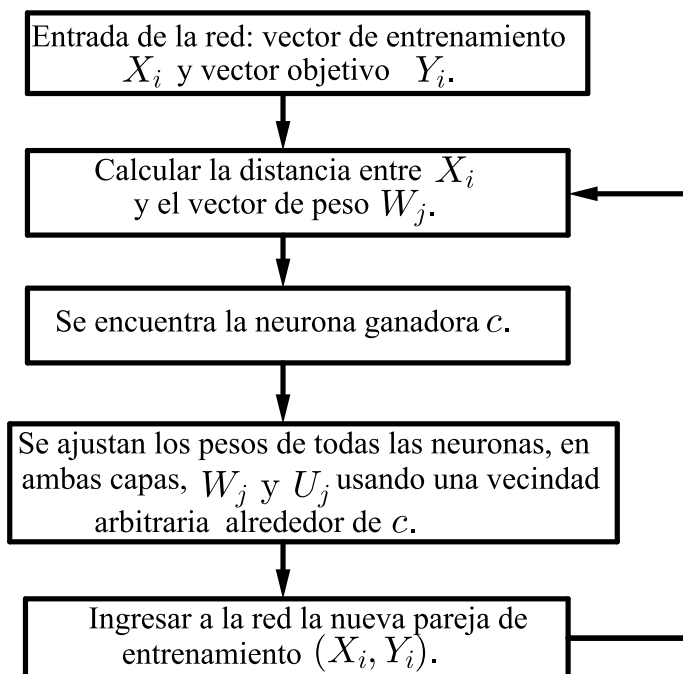 Entrada de la red: vector de entrenamiento
X_i y vector objetivo Y_i.
Calcular la distancia entre X_i
y el vector de peso W_j.
Se encuentra la neurona ganadora c.
Se ajustan los pesos de todas las neuronas, en
ambas capas, W_j y U_j usando una vecindad
arbitraria alrededor de c.
Ingresar a la red la nueva pareja de
entrenamiento (X_i, Y_i).